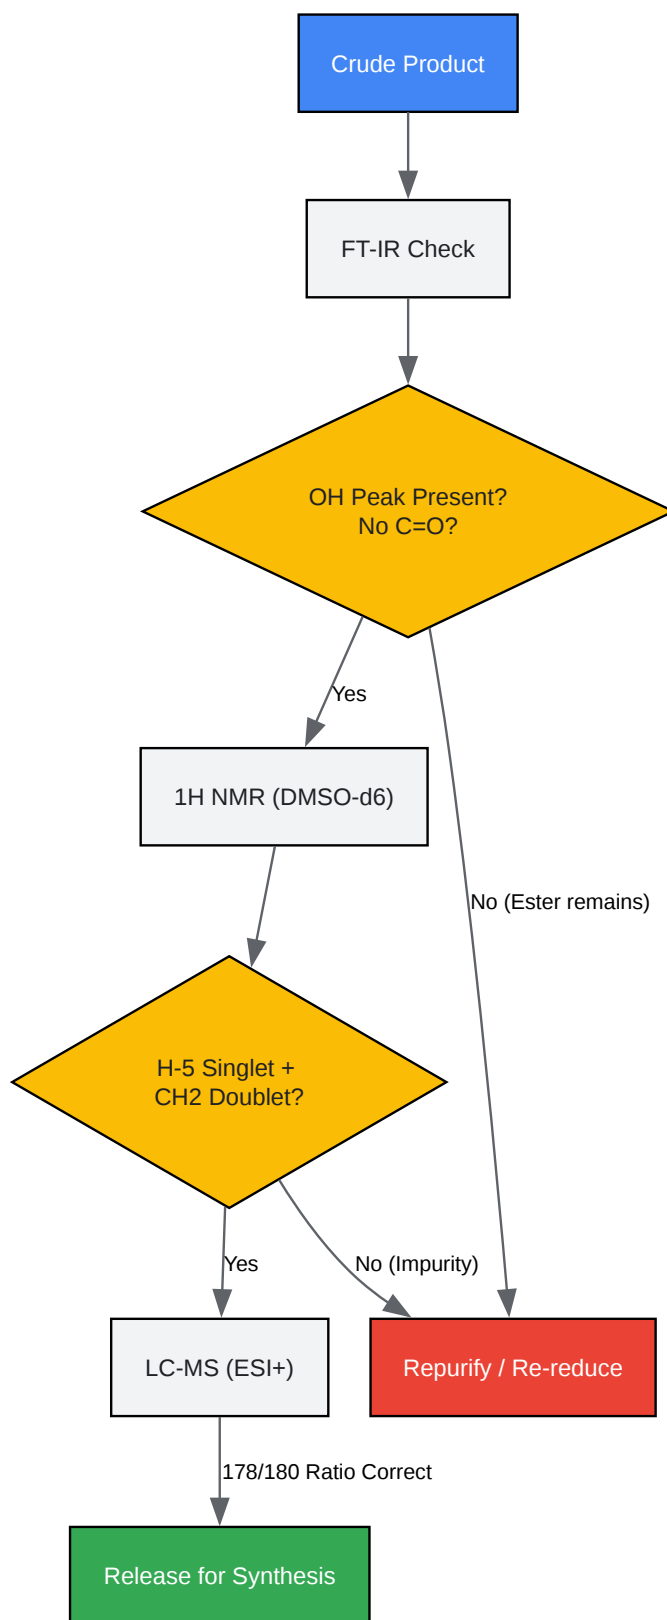 Crude Product
FT-IR Check
OH Peak Present?
No C=O?
Yes
1H NMR (DMSO-d6)
No (Ester remains)
H-5 Singlet +
CH2 Doublet?
Yes
No (Impurity)
LC-MS (ESI+)
Repurify / Re-reduce
178/180 Ratio Correct
Release for Synthesis